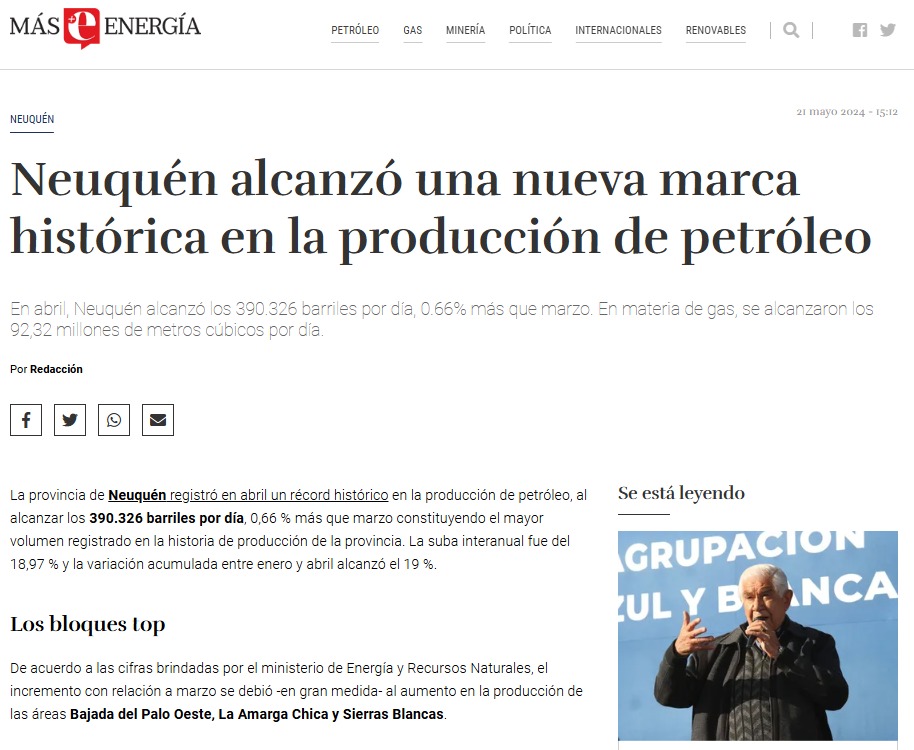 MÁS e ENERGÍA
PETRÓLEO GAS MINERÍA POLÍTICA INTERNACIONALES RENOVABLES
NEUQUÉN
21 mayo 2024 - 15:12
Neuquén alcanzó una nueva marca
histórica en la producción de petróleo
En abril, Neuquén alcanzó los 390.326 barriles por día, 0.66% más que marzo. En materia de gas, se alcanzaron los
92,32 millones de metros cúbicos por día.
Por Redacción
La provincia de Neuquén registró en abril un récord histórico en la producción de petróleo, al
alcanzar los 390.326 barriles por día, 0,66 % más que marzo constituyendo el mayor
volumen registrado en la historia de producción de la provincia. La suba interanual fue del
18,97 % y la variación acumulada entre enero y abril alcanzó el 19 %.
Los bloques top
De acuerdo a las cifras brindadas por el ministerio de Energía y Recursos Naturales, el
incremento con relación a marzo se debió -en gran medida- al aumento en la producción de
las áreas Bajada del Palo Oeste, La Amarga Chica y Sierras Blancas.
Se está leyendo
AGRUPACIÓN
ZUL Y B ANCA